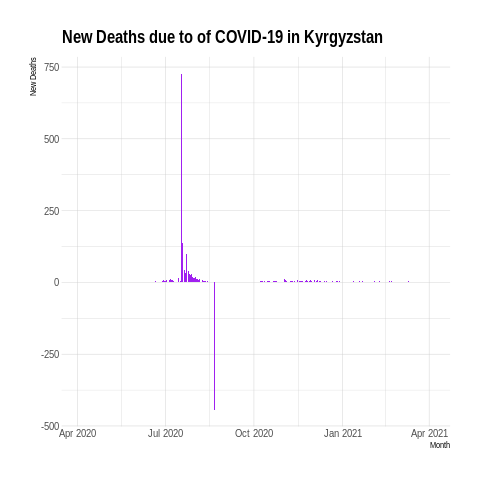 New Deaths due to of COVID-19 in Kyrgyzstan
New Deaths
750
500
250
0
-250
-500
Apr 2020 Jul 2020 Oct 2020 Jan 2021 Apr 2021
Month